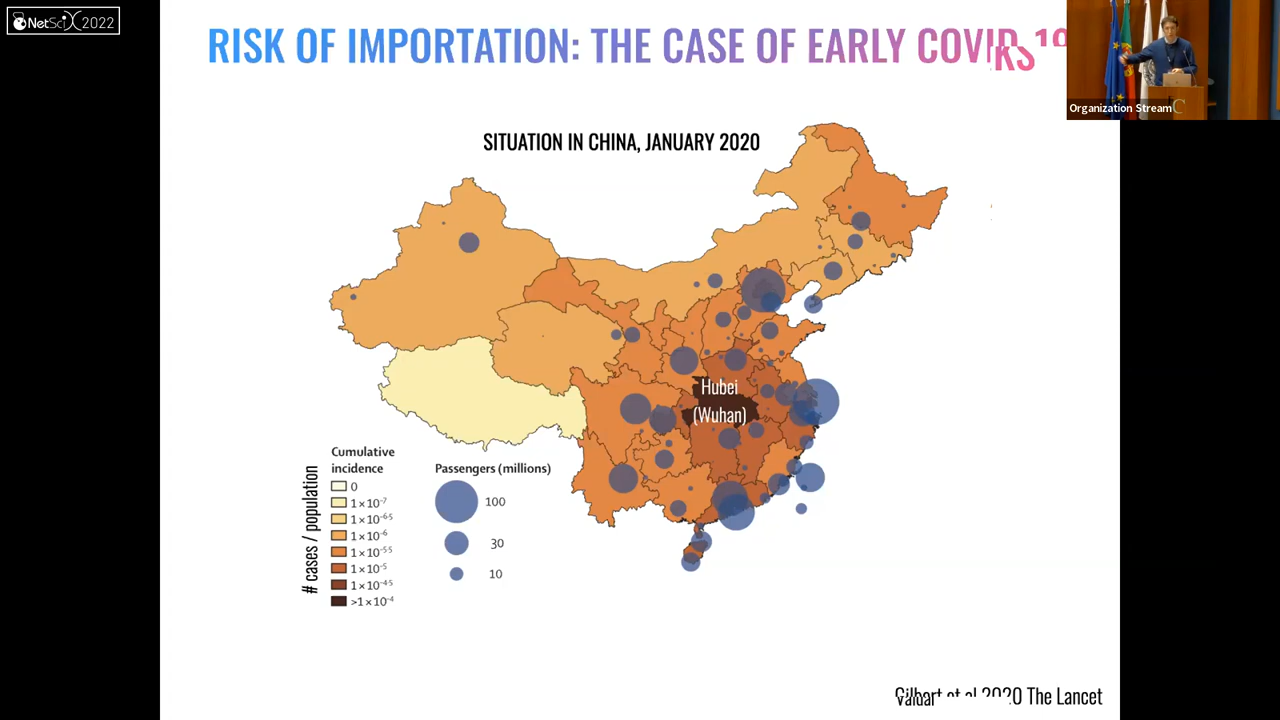 NetSciX2022
RISK OF IMPORTATION: THE CASE OF EARLY
Organization Stream
SITUATION IN CHINA, JANUARY 2020
Hubei
(Wuhan)
# cases / population
Cumulative
incidence
0
1×10⁻⁷
1×10⁻⁶·⁵
1×10⁻⁶
1×10⁻⁵·⁵
1×10⁻⁵
1×10⁻⁴·⁵
>1×10⁻⁴
Passengers (millions)
100
30
10
2020 The Lancet